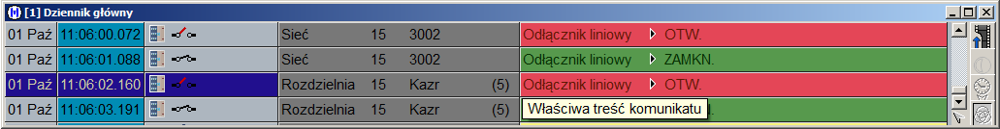 [1] Dziennik główny
01 Paź 11:06:00.072 Sieć 15 3002 Odłącznik liniowy OTW.
01 Paź 11:06:01.088 Sieć 15 3002 Odłącznik liniowy ZAMKN.
01 Paź 11:06:02.160 Rozdzielnia 15 Kazr (5) Odłącznik liniowy OTW.
01 Paź 11:06:03.191 Rozdzielnia 15 Kazr (5)
Właściwa treść komunikatu